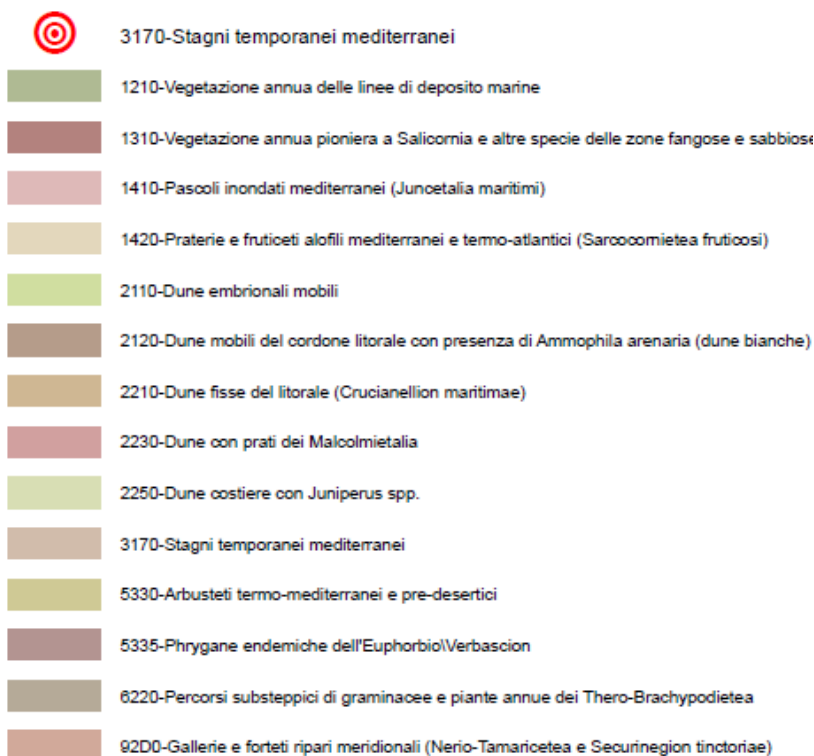 3170-Stagni temporanei mediterranei
1210-Vegetazione annua delle linee di deposito marine
1310-Vegetazione annua pioniera a Salicornia e altre specie delle zone fangose e sabbiose
1410-Pascoli inondati mediterranei (Juncetalia maritimi)
1420-Praterie e fruticeti alofili mediterranei e termo-atlantici (Sarcocornietea fruticosi)
2110-Dune embrionali mobili
2120-Dune mobili del cordone litorale con presenza di Ammophila arenaria (dune bianche)
2210-Dune fisse del litorale (Crucianellion maritimae)
2230-Dune con prati dei Malcolmietalia
2250-Dune costiere con Juniperus spp.
3170-Stagni temporanei mediterranei
5330-Arbusteti termo-mediterranei e pre-desertici
5335-Phrygane endemiche dell'Euphorbio\Verbascion
6220-Percorsi substeppici di graminacee e piante annue dei Thero-Brachypodietea
92D0-Gallerie e forteti ripari meridionali (Nerio-Tamaricetea e Securinegion tinctoriae)